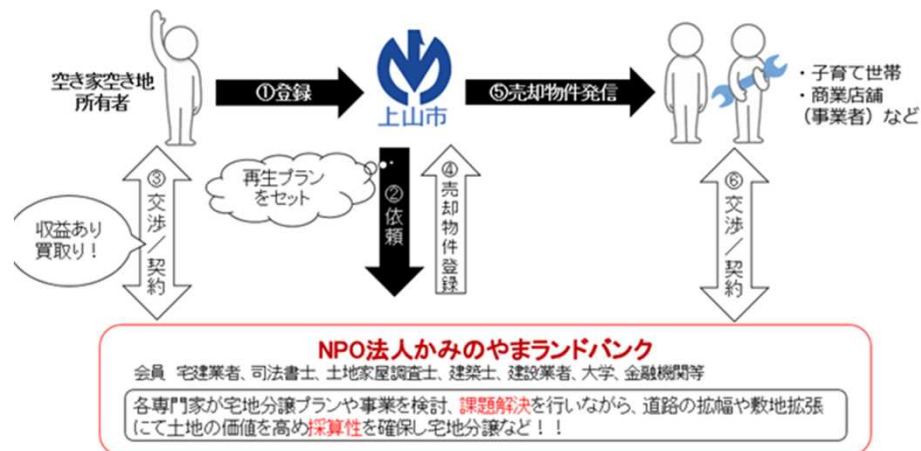 空き家空き地
所有者
①登録
上山市
⑤売却物件発信
・子育て世帯
・商業店舗
（事業者）など
再生プラン
をセット
収益あり
買取り！
③交渉／契約
②依頼
④売却物件登録
⑥交渉／契約
NPO法人かみのやまランドバンク
会員　宅建業者、司法書士、土地家屋調査士、建築士、建設業者、大学、金融機関等
各専門家が宅地分譲プランや事業を検討、課題解決を行いながら、道路の拡幅や敷地拡張
にて土地の価値を高め採算性を確保し宅地分譲など！！